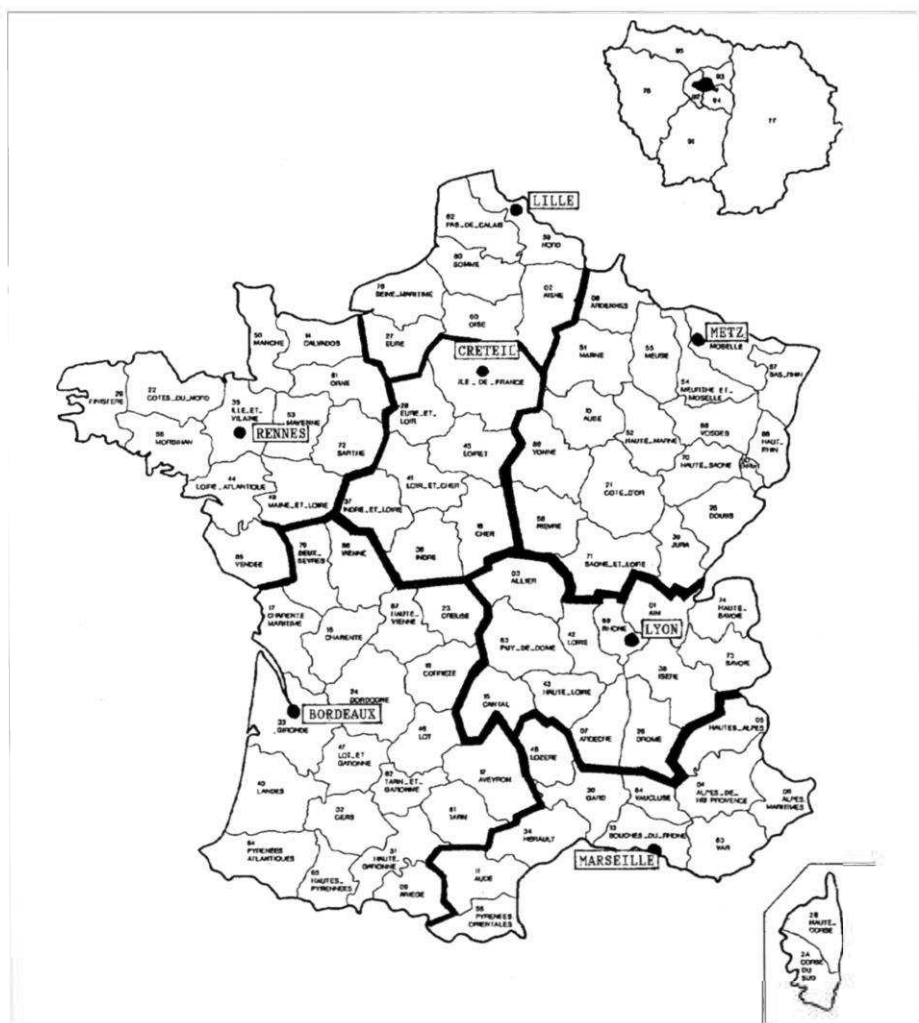 95
78
93
92
94
77
91
LILLE
62
PAS_DE_CALAIS
59
NORD
80
SOMME
76
SEINE_MARITIME
02
AISNE
60
OISE
08
ARDENNES
METZ
MOSELLE
50
MANCHE
14
CALVADOS
27
EURE
CRETEIL
ILE_DE_FRANCE
51
MARNE
55
MEUSE
54
MEURTHE_ET_
MOSELLE
67
BAS_RHIN
61
ORNE
29
FINISTERE
22
COTES_DU_NORD
35
ILLE_ET_
VILAINE
RENNES
53
MAYENNE
28
EURE_ET_
LOIR
10
AUBE
52
HAUTE_MARNE
88
VOSGES
68
HAUT_
RHIN
56
MORBIHAN
72
SARTHE
45
LOIRET
89
YONNE
70
HAUTE_SAONE
44
LOIRE_ATLANTIQUE
49
MAINE_ET_LOIRE
37
INDRE_ET_LOIRE
41
LOIR_ET_CHER
21
COTE_D'OR
25
DOUBS
18
CHER
58
NIEVRE
39
JURA
85
VENDEE
79
DEUX_
SEVRES
86
VIENNE
36
INDRE
71
SAONE_ET_LOIRE
03
ALLIER
17
CHARENTE
MARITIME
16
CHARENTE
87
HAUTE_
VIENNE
23
CREUSE
63
PUY_DE_DOME
42
LOIRE
69
RHONE
01
AIN
LYON
74
HAUTE_
SAVOIE
73
SAVOIE
38
ISERE
19
CORREZE
24
DORDOGNE
BORDEAUX
33
GIRONDE
15
CANTAL
43
HAUTE_LOIRE
07
ARDECHE
26
DROME
05
HAUTES_ALPES
46
LOT
47
LOT_ET
GARONNE
48
LOZERE
40
LANDES
82
TARN_ET_
GARONNE
12
AVEYRON
30
GARD
84
VAUCLUSE
04
ALPES_DE_
HTE PROVENCE
06
ALPES_
MARITIMES
32
GERS
81
TARN
34
HERAULT
13
BOUCHES_DU_RHONE
83
VAR
MARSEILLE
64
PYRENEES
ATLANTIQUES
65
HAUTES_
PYRENNEES
31
HAUTE_
GARONNE
09
ARIEGE
11
AUDE
66
PYRENEES
ORIENTALES
2B
HAUTE_
CORSE
2A
CORSE
DU
SUD